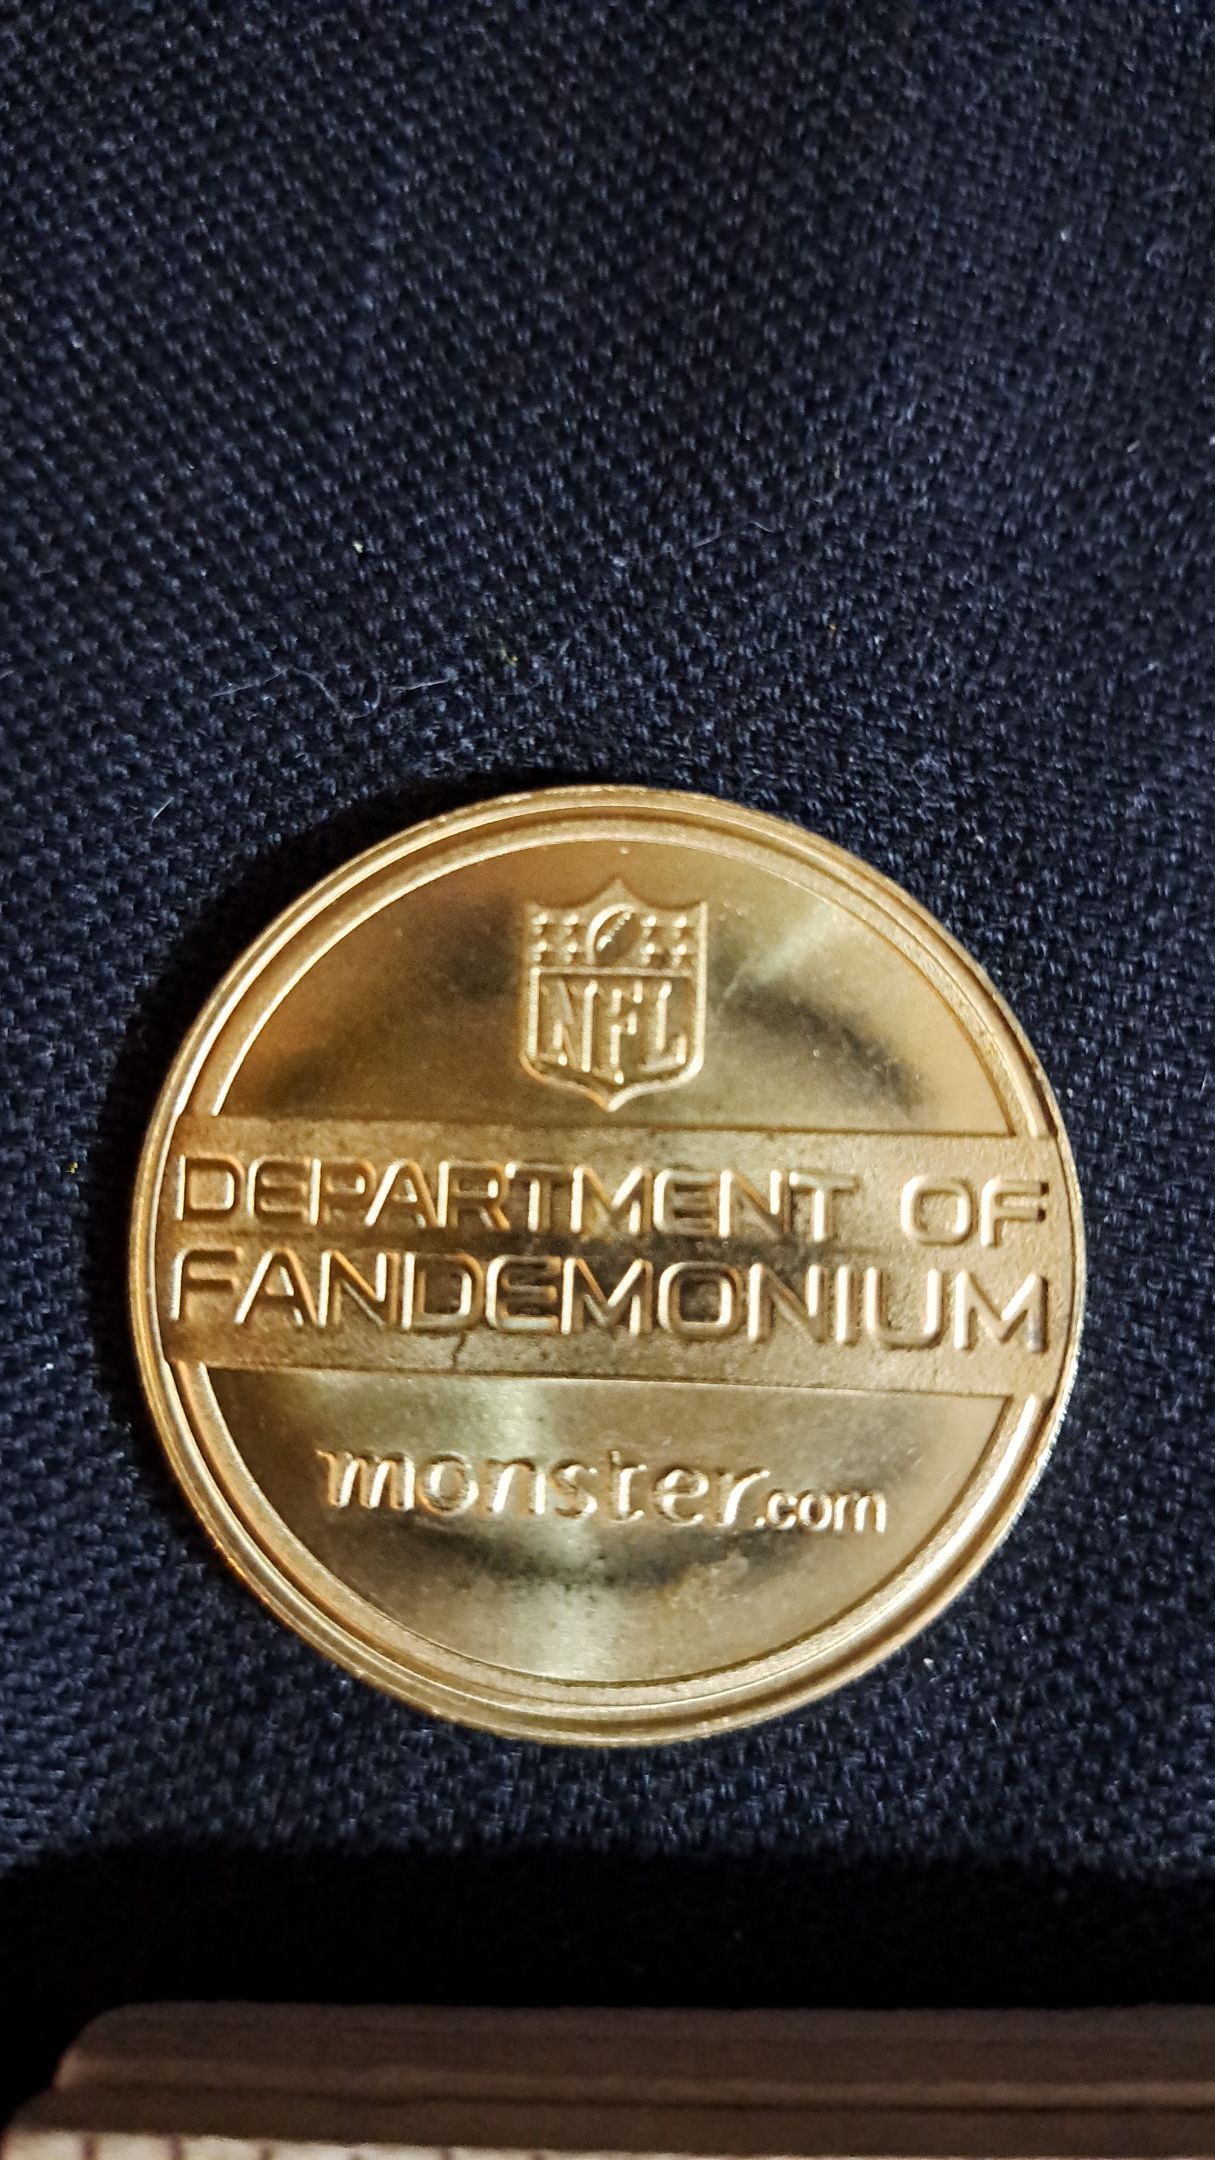 NFL
DEPARTMENT OF
FANDEMONIUM
monster.com